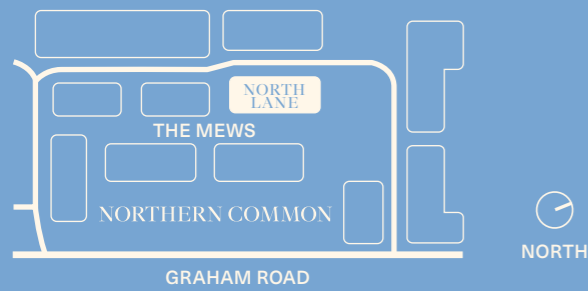 NORTH
LANE
THE MEWS
NORTHERN COMMON
NORTH
GRAHAM ROAD